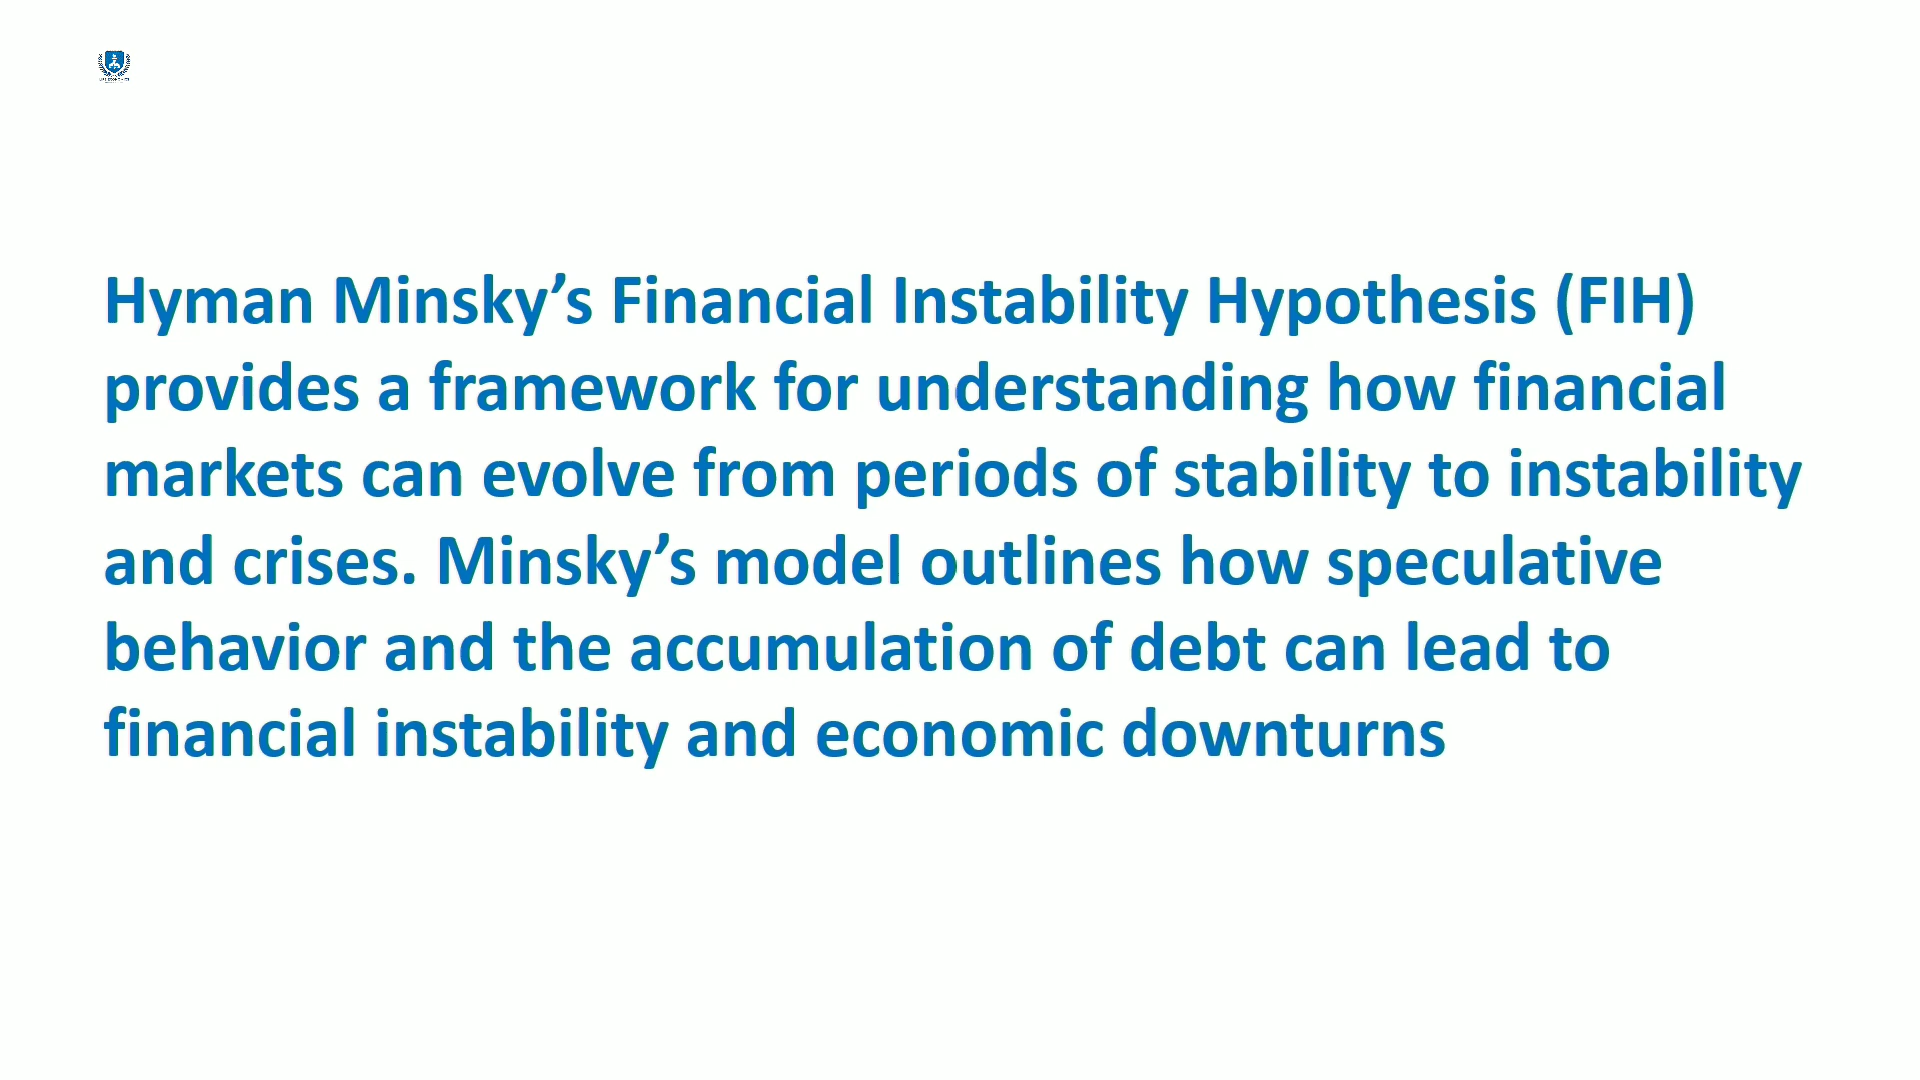 Hyman Minsky’s Financial Instability Hypothesis (FIH)
provides a framework for understanding how financial
markets can evolve from periods of stability to instability
and crises. Minsky’s model outlines how speculative
behavior and the accumulation of debt can lead to
financial instability and economic downturns